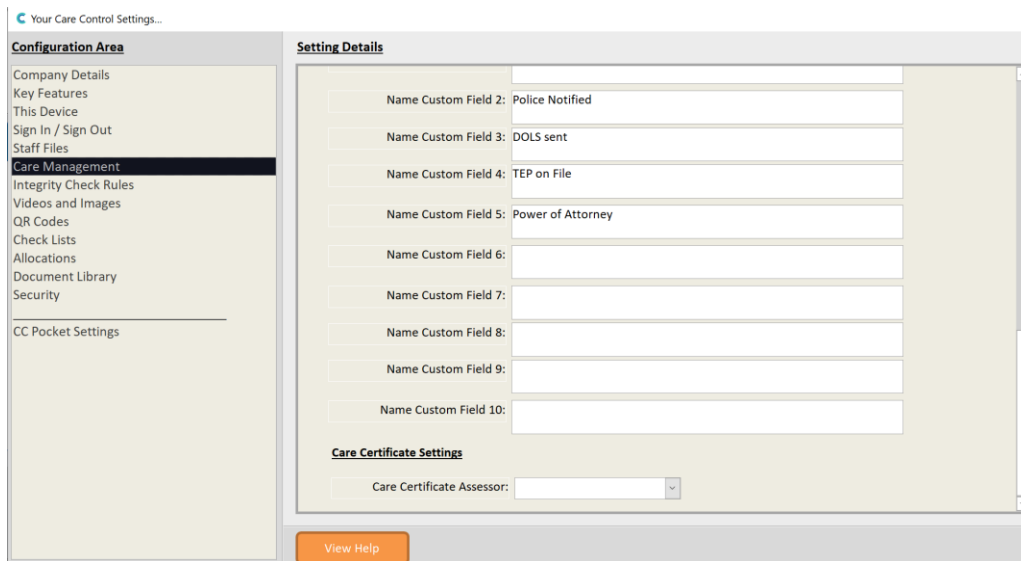 Your Care Control Settings...
Configuration Area
Company Details
Key Features
This Device
Sign In / Sign Out
Staff Files
Care Management
Integrity Check Rules
Videos and Images
QR Codes
Check Lists
Allocations
Document Library
Security
CC Pocket Settings
Setting Details
Name Custom Field 2: Police Notified
Name Custom Field 3: DOLS sent
Name Custom Field 4: TEP on File
Name Custom Field 5: Power of Attorney
Name Custom Field 6:
Name Custom Field 7:
Name Custom Field 8:
Name Custom Field 9:
Name Custom Field 10:
Care Certificate Settings
Care Certificate Assessor:
View Help